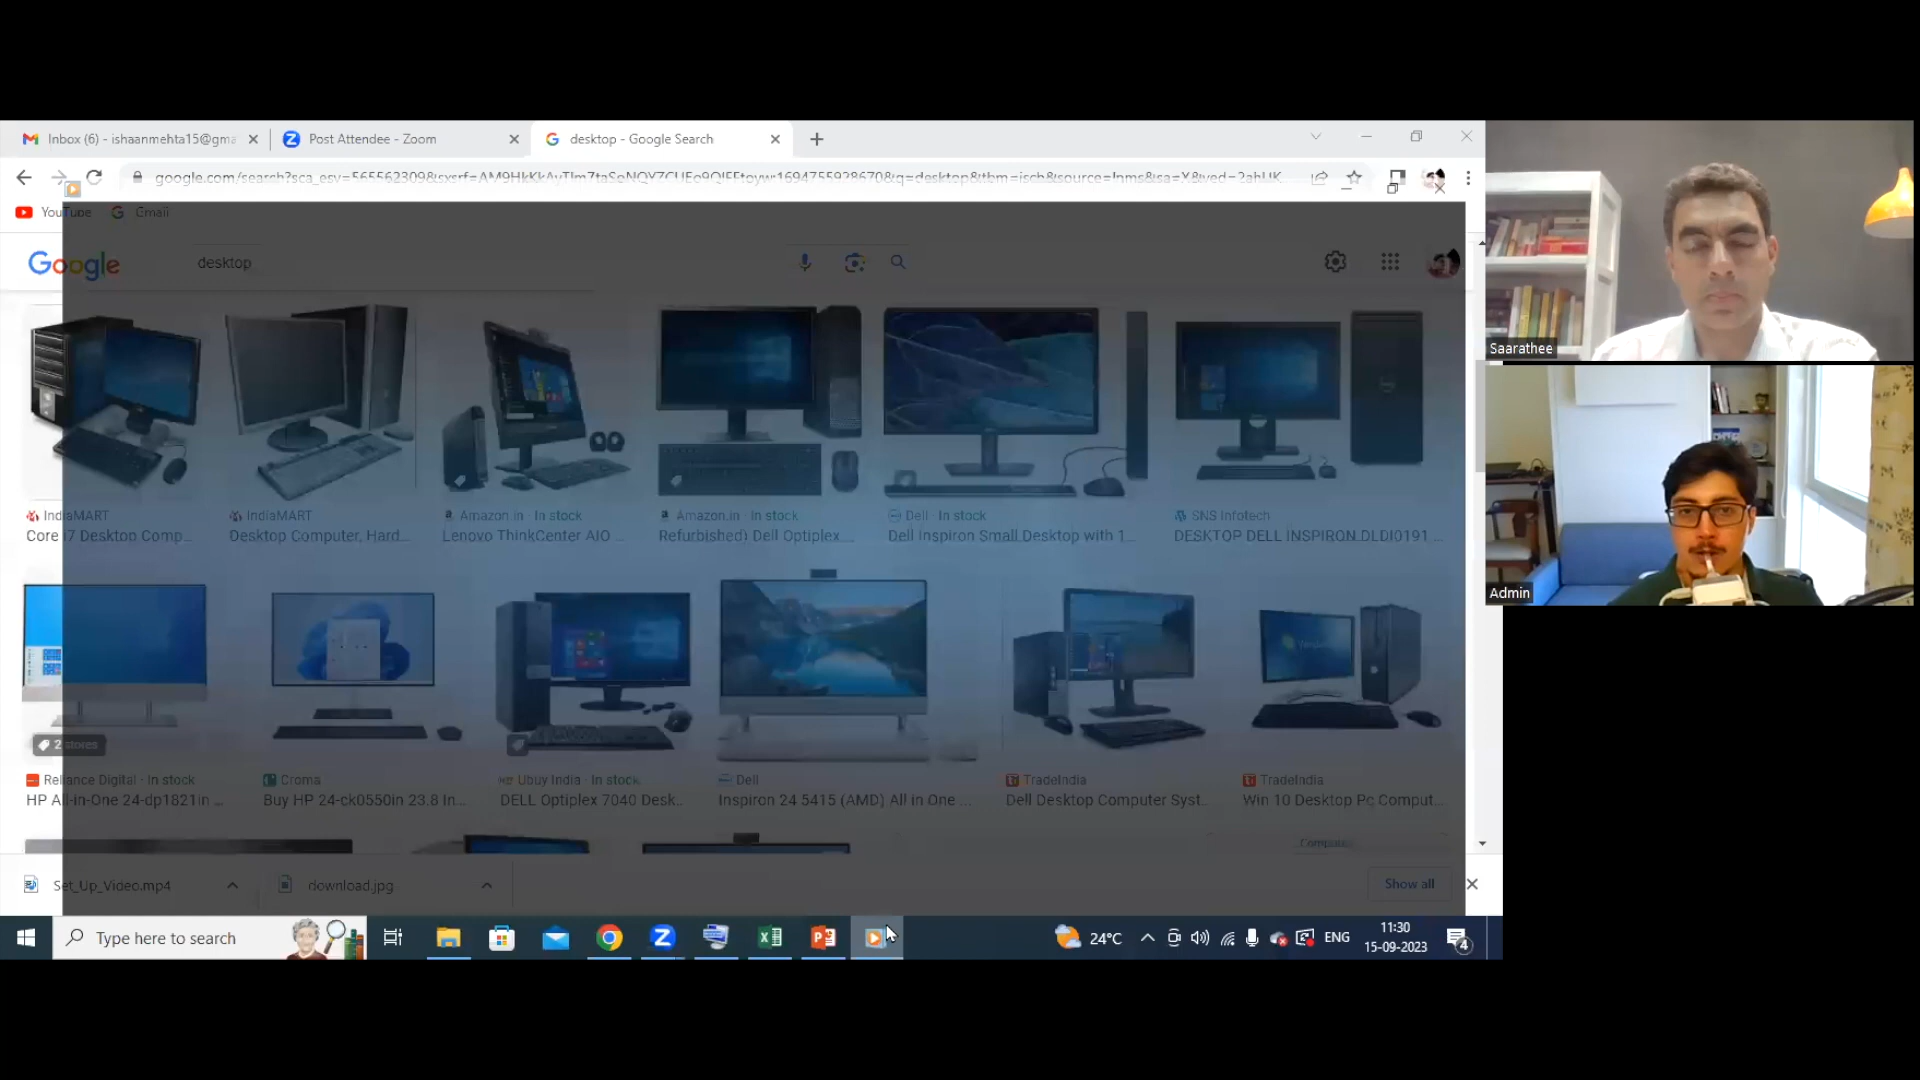 Inbox (6) - ishaanmehta15@gma
Post Attendee - Zoom
desktop - Google Search
YouTube
Gmail
Google
desktop
Saarathee
IndiaMART
Core i7 Desktop Comp...
IndiaMART
Desktop Computer, Hard...
Amazon.in · In stock
Lenovo ThinkCenter AIO ...
Amazon.in · In stock
Refurbished) Dell Optiplex...
Dell · In stock
Dell Inspiron Small Desktop with 1...
SNS Infotech
DESKTOP DELL INSPIRON DLDI0191 ...
Admin
2 stores
Reliance Digital · In stock
HP All-in-One 24-dp1821in ...
Croma
Buy HP 24-ck0550in 23.8 In...
Ubuy India · In stock
DELL Optiplex 7040 Desk...
Dell
Inspiron 24 5415 (AMD) All in One ...
TradeIndia
Dell Desktop Computer Syst...
TradeIndia
Win 10 Desktop Pc Comput...
Set_Up_Video.mp4
download.jpg
Show all
Type here to search
24°C
ENG
11:30
15-09-2023
4